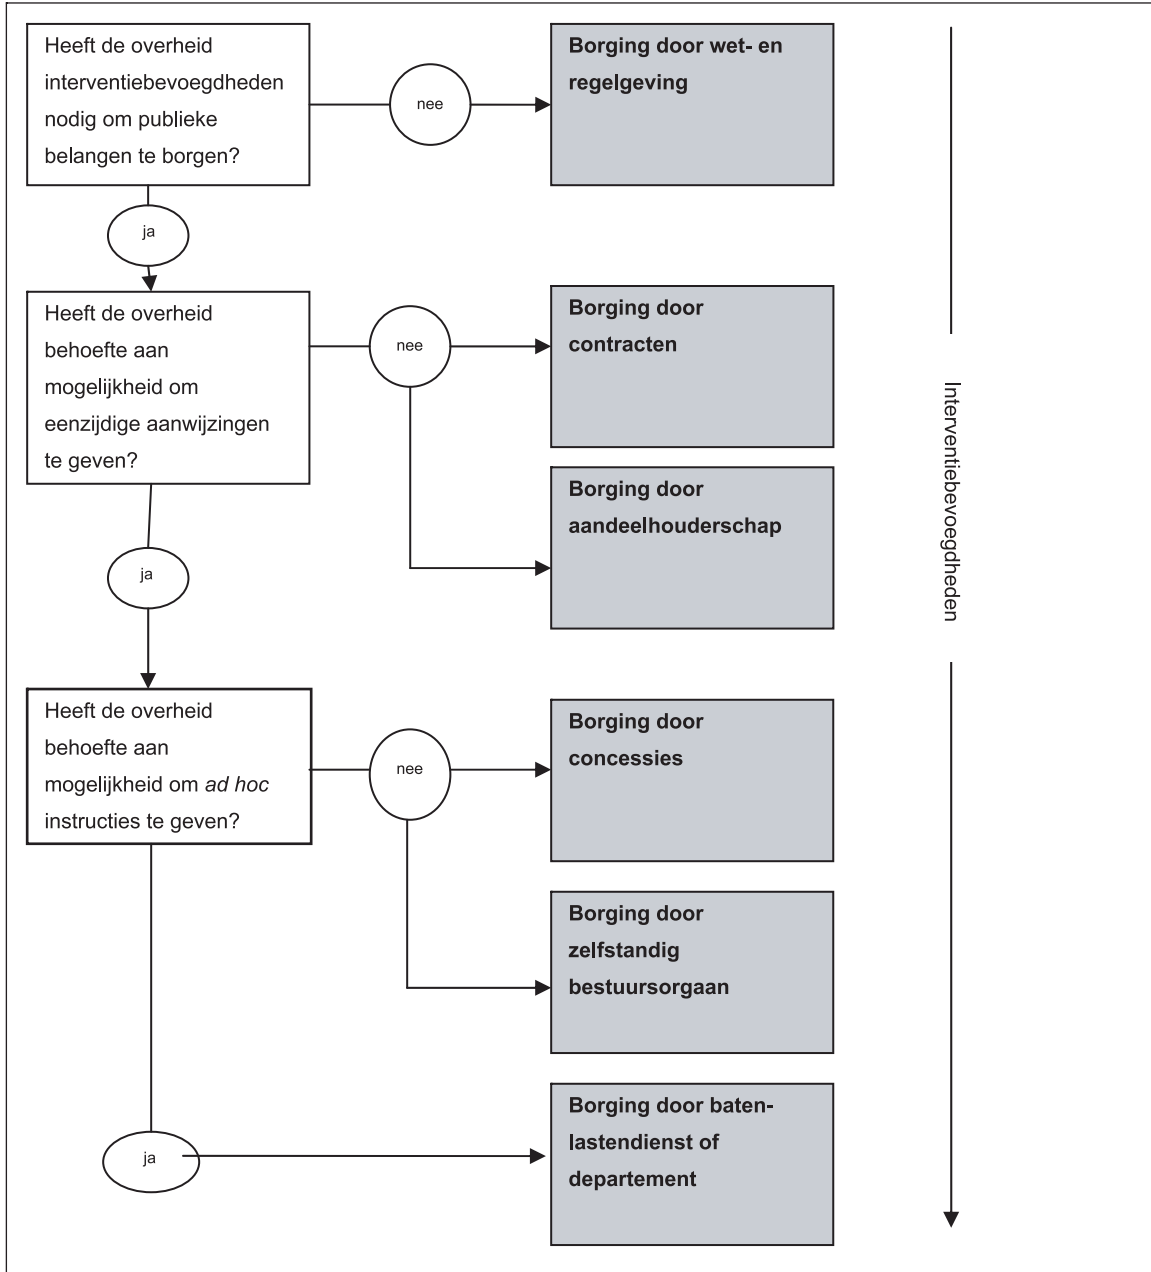 Heeft de overheid
interventiebevoegdheden
nodig om publieke
belangen te borgen?
nee
Borging door wet- en
regelgeving
ja
Heeft de overheid
behoefte aan
mogelijkheid om
eenzijdige aanwijzingen
te geven?
nee
Borging door
contracten
Borging door
aandeelhouderschap
ja
Heeft de overheid
behoefte aan
mogelijkheid om ad hoc
instructies te geven?
nee
Borging door
concessies
Borging door
zelfstandig
bestuursorgaan
ja
Borging door baten-
lastendienst of
departement
Interventiebevoegdheden